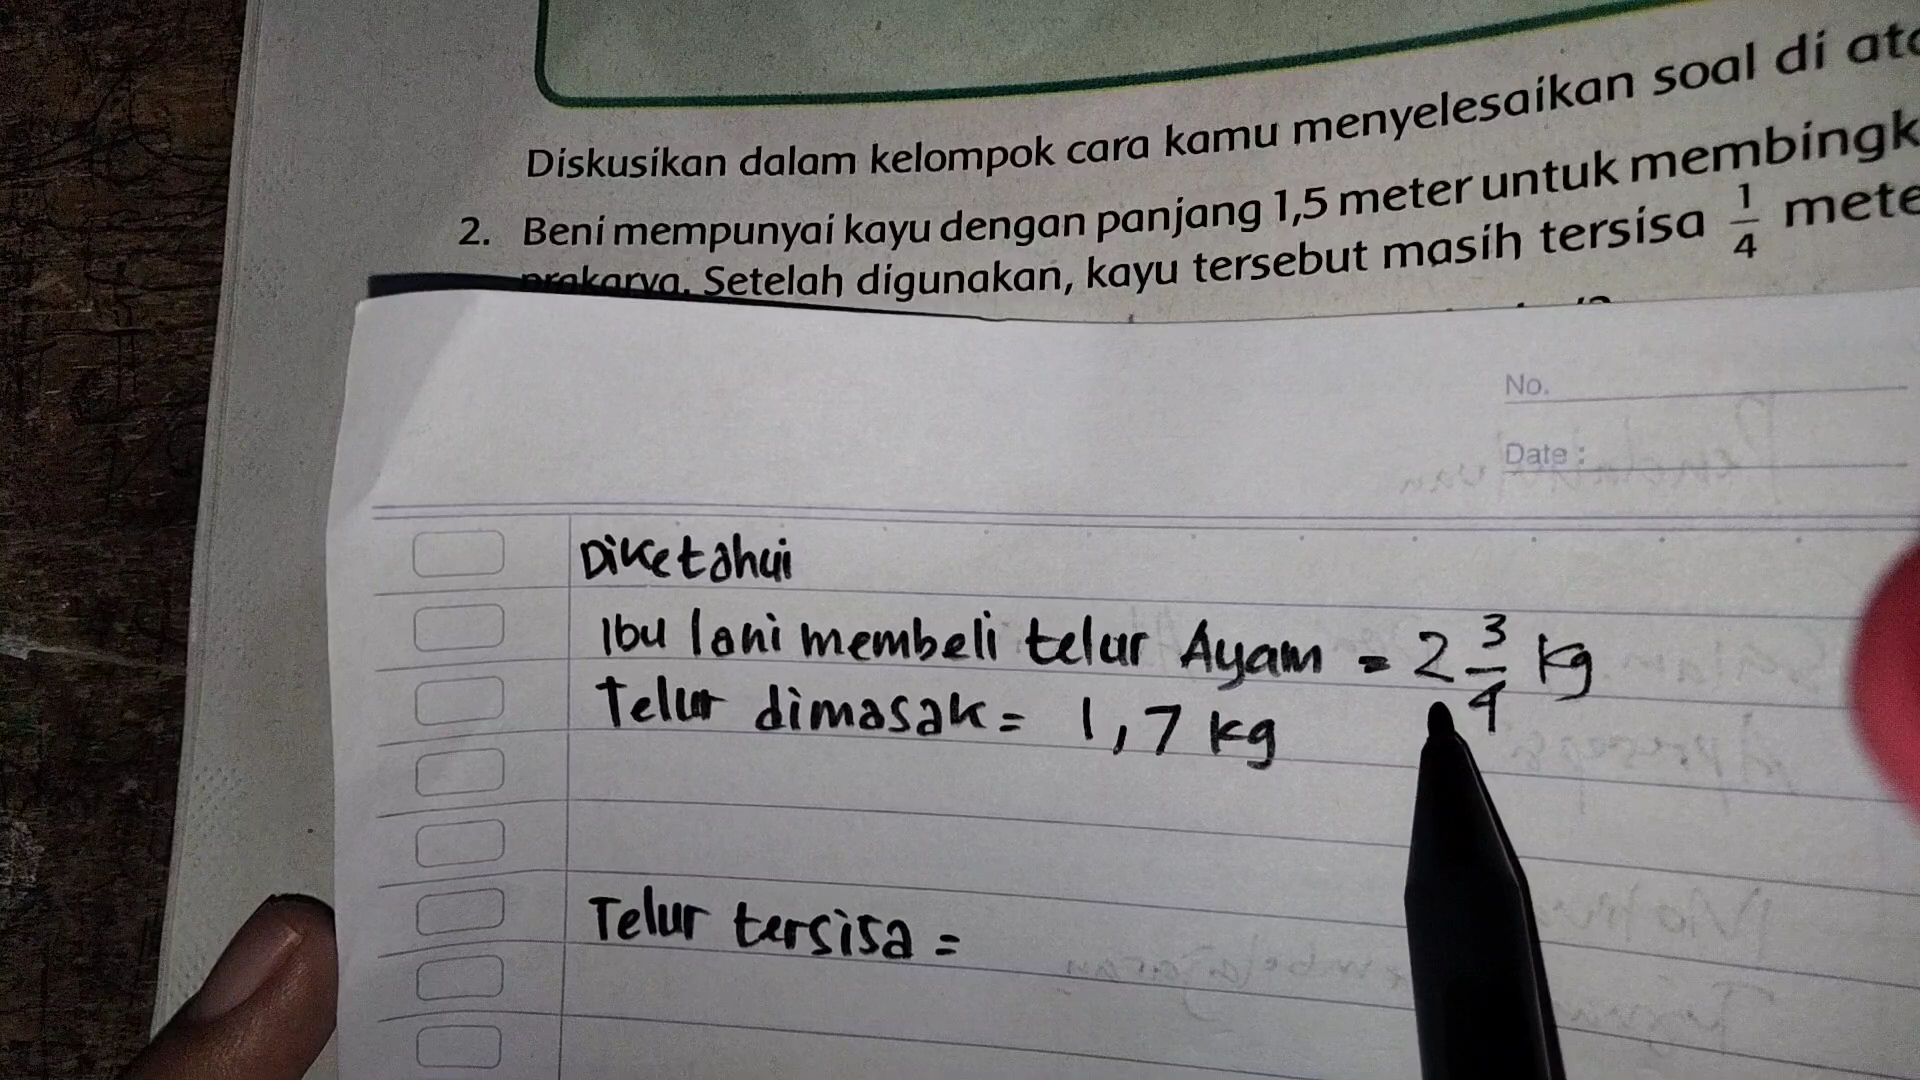 Diskusikan dalam kelompok cara kamu menyelesaikan soal di
2. Beni mempunyai kayu dengan panjang 1,5 meter untuk
prakarya. Setelah digunakan, kayu tersebut masih tersisa 1/4
No.
Date :
Diketahui
Ibu lani membeli telur Ayam = 2 3/4 kg
Telur dimasak = 1,7 kg
Telur tersisa =